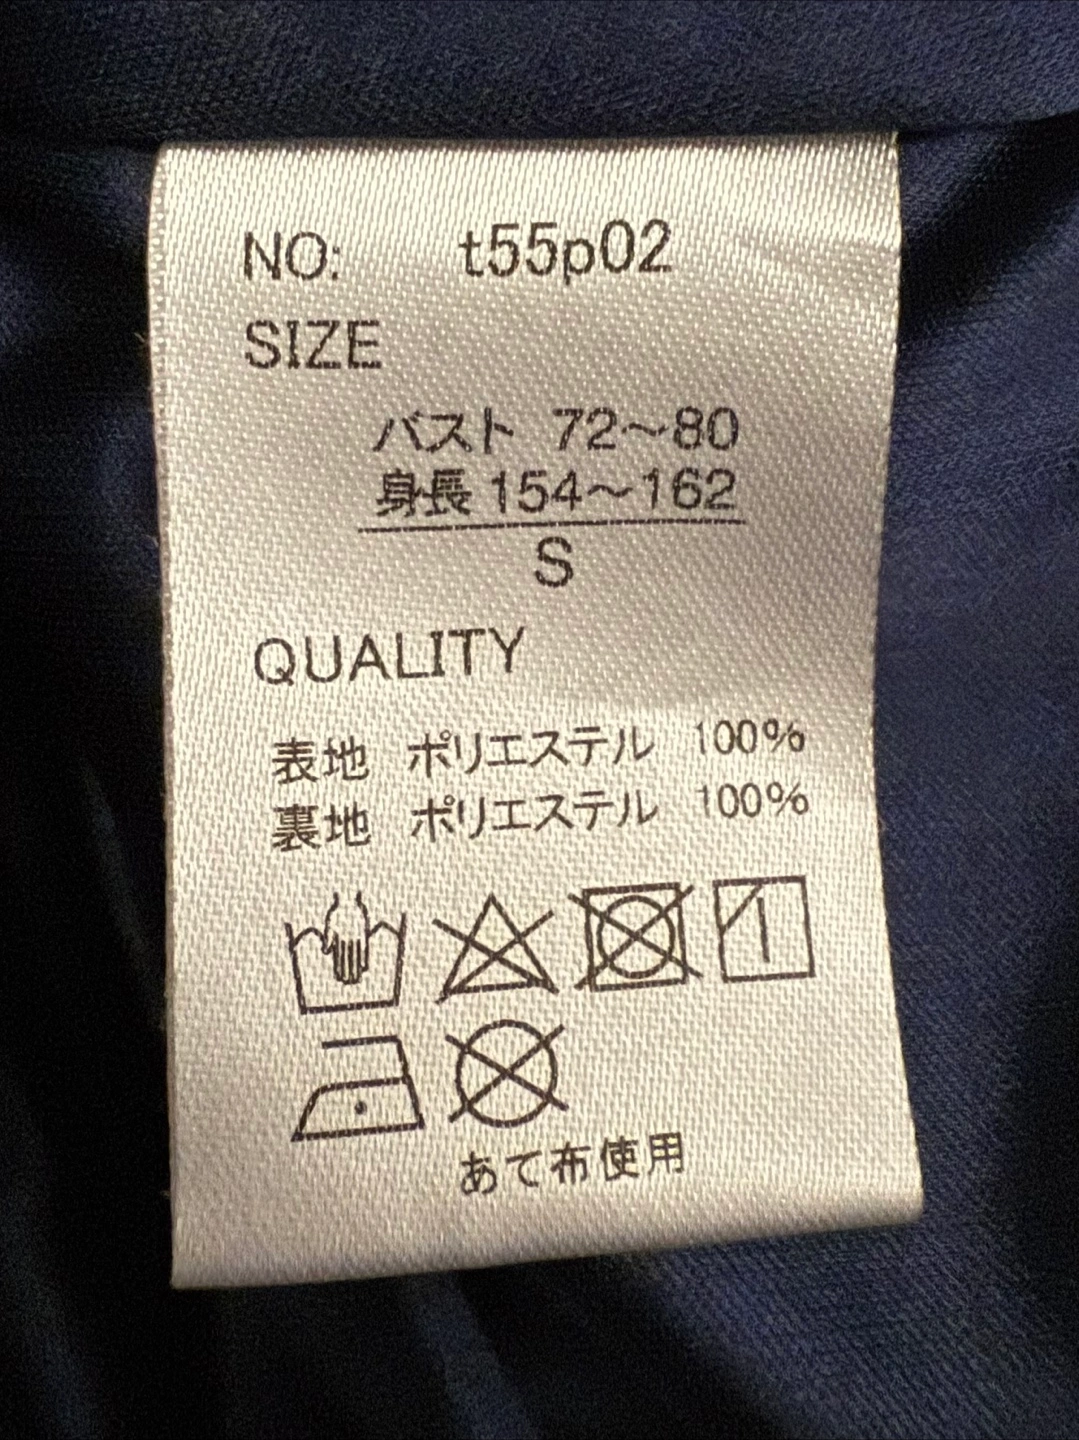 NO: t55p02
SIZE
バスト 72～80
身長 154～162
S
QUALITY
表地 ポリエステル 100%
裏地 ポリエステル 100%
あて布使用